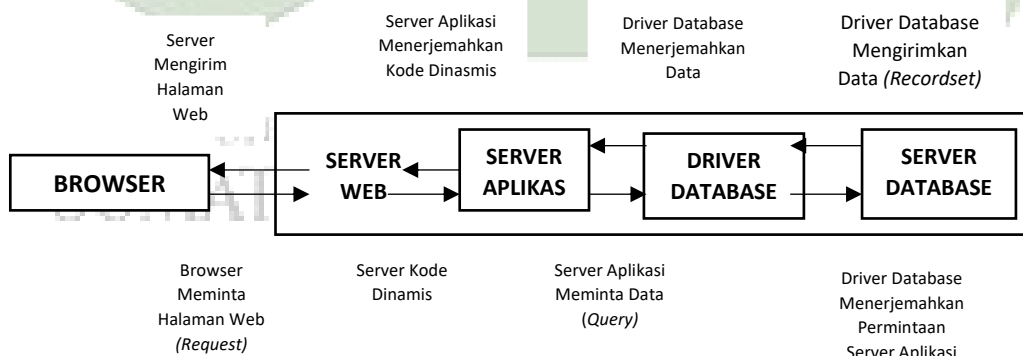 Server
Mengirim
Halaman
Web
Server Aplikasi
Menerjemahkan
Kode Dinasmis
Driver Database
Menerjemahkan
Data
Driver Database
Mengirimkan
Data (Recordset)
BROWSER
SERVER
WEB
SERVER
APLIKAS
DRIVER
DATABASE
SERVER
DATABASE
Browser
Meminta
Halaman Web
(Request)
Server Kode
Dinamis
Server Aplikasi
Meminta Data
(Query)
Driver Database
Menerjemahkan
Permintaan
Server Aplikasi